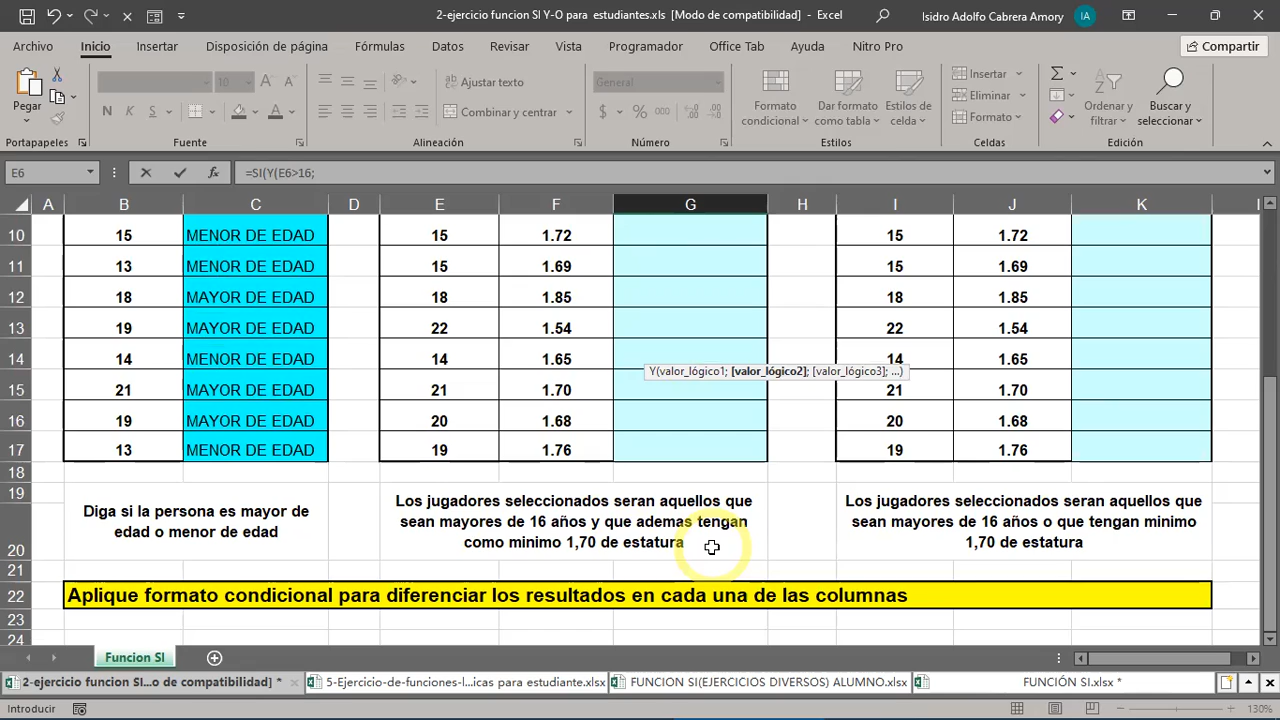 2-ejercicio funcion SI Y-O para estudiantes.xls [Modo de compatibilidad] - Excel
Isidro Adolfo Cabrera Amory
IA
Archivo Inicio Insertar Disposición de página Fórmulas Datos Revisar Vista Programador Office Tab Ayuda Nitro Pro
Compartir
Pegar
10
N K S
Ajustar texto
Combinar y centrar
General
$ %
Formato condicional
Dar formato como tabla
Estilos de celda
Insertar
Eliminar
Formato
Ordenar y filtrar
Buscar y seleccionar
Portapapeles Fuente Alineación Número Estilos Celdas Edición
E6 fx =SI(Y(E6>16;
A B C D E F G H I J K
10 15 MENOR DE EDAD 15 1.72 15 1.72
11 13 MENOR DE EDAD 15 1.69 15 1.69
12 18 MAYOR DE EDAD 18 1.85 18 1.85
13 19 MAYOR DE EDAD 22 1.54 22 1.54
14 14 MENOR DE EDAD 14 1.65 14 1.65
Y(valor_lógico1; [valor_lógico2]; [valor_lógico3]; ...)
15 21 MAYOR DE EDAD 21 1.70 21 1.70
16 19 MAYOR DE EDAD 20 1.68 20 1.68
17 13 MENOR DE EDAD 19 1.76 19 1.76
18
19
20
Diga si la persona es mayor de
edad o menor de edad
Los jugadores seleccionados seran aquellos que
sean mayores de 16 años y que ademas tengan
como minimo 1,70 de estatura
Los jugadores seleccionados seran aquellos que
sean mayores de 16 años o que tengan minimo
1,70 de estatura
21
22 Aplique formato condicional para diferenciar los resultados en cada una de las columnas
23
24
Funcion SI
2-ejercicio funcion SI...o de compatibilidad] *
5-Ejercicio-de-funciones-l...icas para estudiante.xlsx
FUNCION SI(EJERCICIOS DIVERSOS) ALUMNO.xlsx
FUNCIÓN SI.xlsx *
Introducir
130%